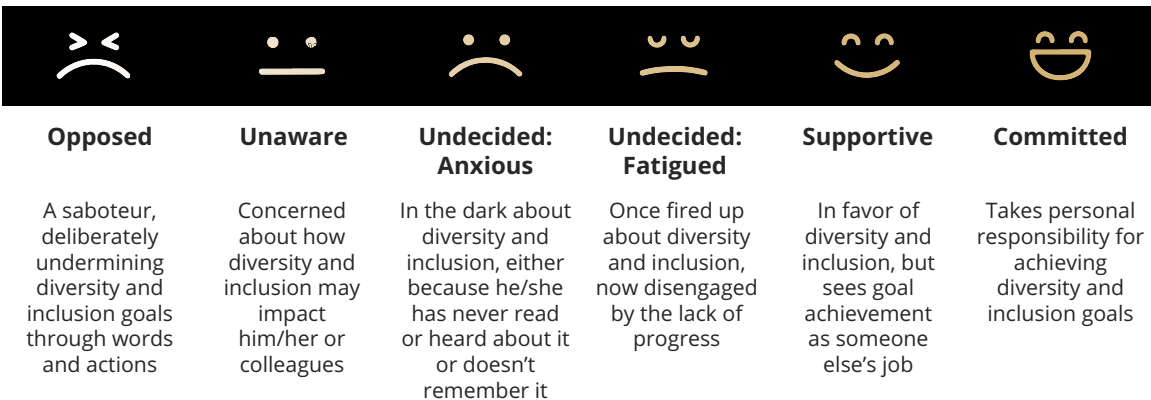 Opposed
A saboteur,
deliberately
undermining
diversity and
inclusion goals
through words
and actions
Unaware
Concerned
about how
diversity and
inclusion may
impact
him/her or
colleagues
Undecided:
Anxious
In the dark about
diversity and
inclusion, either
because he/she
has never read
or heard about it
or doesn’t
remember it
Undecided:
Fatigued
Once fired up
about diversity
and inclusion,
now disengaged
by the lack of
progress
Supportive
In favor of
diversity and
inclusion, but
sees goal
achievement
as someone
else’s job
Committed
Takes personal
responsibility for
achieving
diversity and
inclusion goals